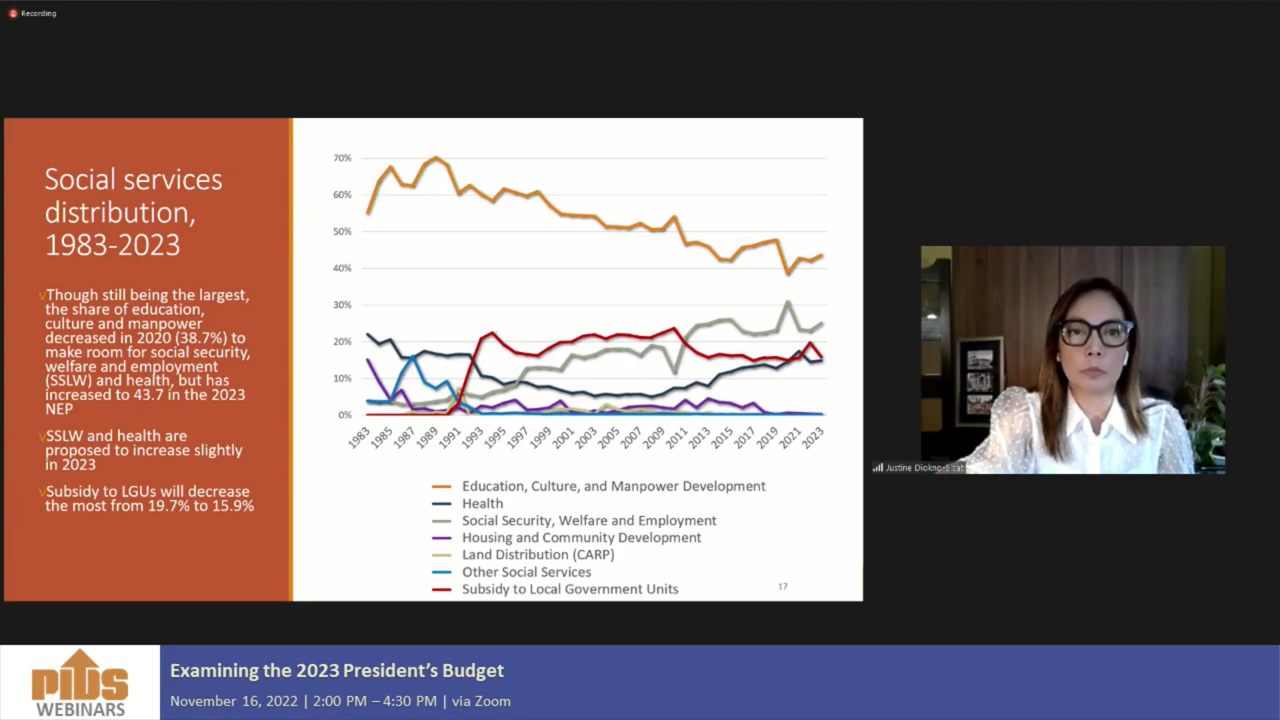 Recording
Social services
distribution,
1983-2023
vThough still being the largest,
the share of education,
culture and manpower
decreased in 2020 (38.7%) to
make room for social security,
welfare and employment
(SSLW) and health, but has
increased to 43.7 in the 2023
NEP
vSSLW and health are
proposed to increase slightly
in 2023
vSubsidy to LGUs will decrease
the most from 19.7% to 15.9%
70%
60%
50%
40%
30%
20%
10%
0%
1983 1985 1987 1989 1991 1993 1995 1997 1999 2001 2003 2005 2007 2009 2011 2013 2015 2017 2019 2021 2023
Education, Culture, and Manpower Development
Health
Social Security, Welfare and Employment
Housing and Community Development
Land Distribution (CARP)
Other Social Services
Subsidy to Local Government Units
17
Justine Diokno-Sicat
PIDS
WEBINARS
Examining the 2023 President's Budget
November 16, 2022 | 2:00 PM – 4:30 PM | via Zoom